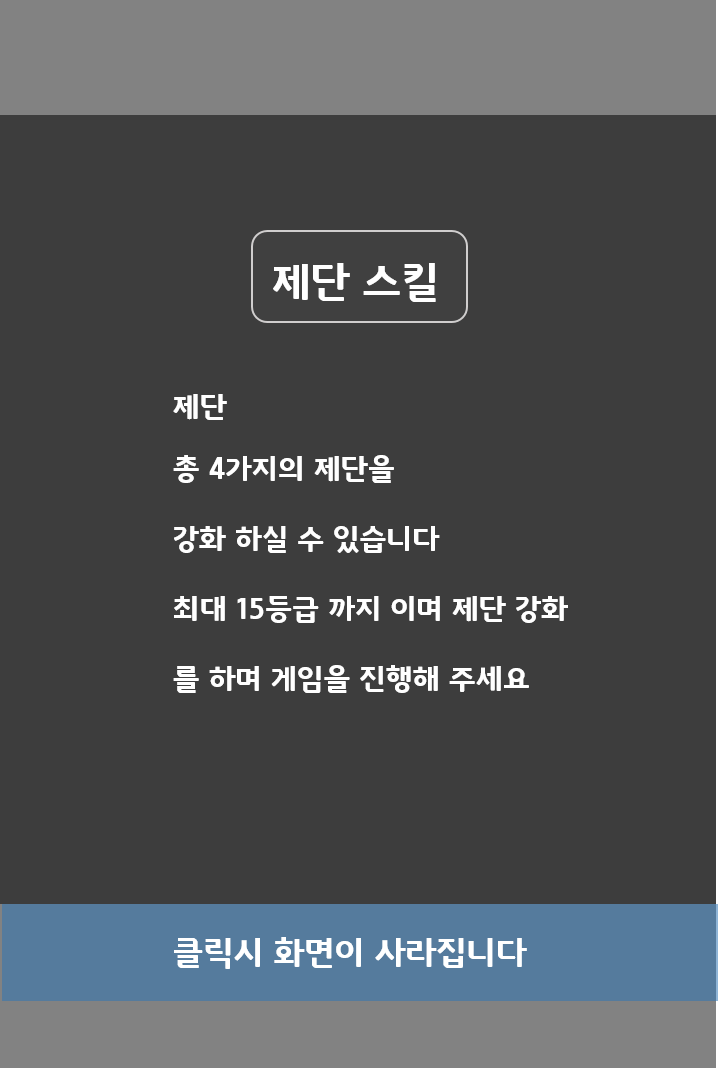 제단 스킬
제단
총 4가지의 제단을
강화 하실 수 있습니다
최대 15등급 까지 이며 제단 강화
를 하며 게임을 진행해 주세요
클릭시 화면이 사라집니다